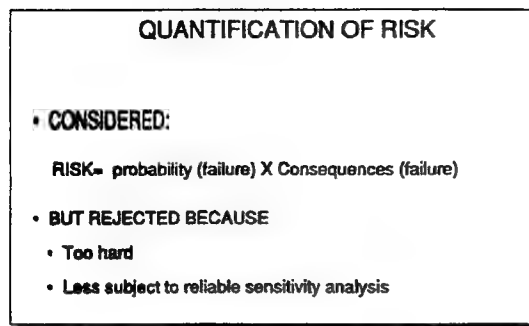 QUANTIFICATION OF RISK
• CONSIDERED:
RISK= probability (failure) X Consequences (failure)
• BUT REJECTED BECAUSE
• Too hard
• Less subject to reliable sensitivity analysis